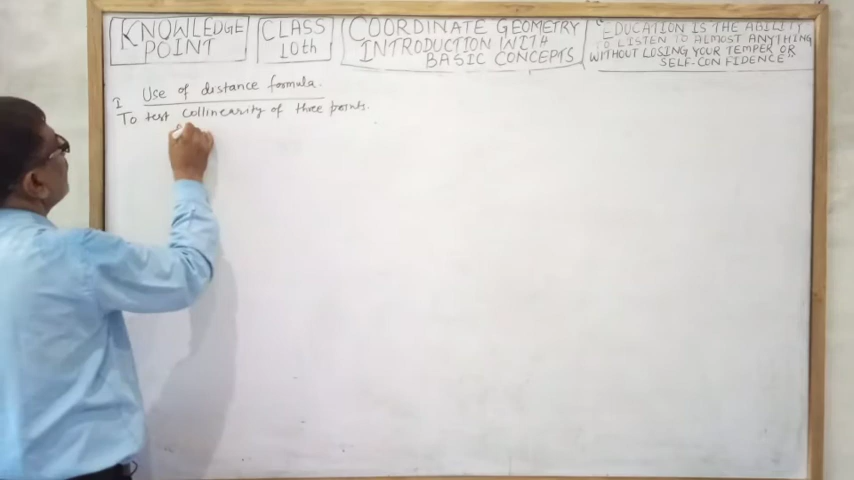 KNOWLEDGE
POINT
CLASS
10th
COORDINATE GEOMETRY
INTRODUCTION WITH
BASIC CONCEPTS
"EDUCATION IS THE ABILITY
TO LISTEN TO ALMOST ANYTHING
WITHOUT LOSING YOUR TEMPER OR
SELF-CONFIDENCE"
Use of distance formula.
I
To test collinearity of three points.